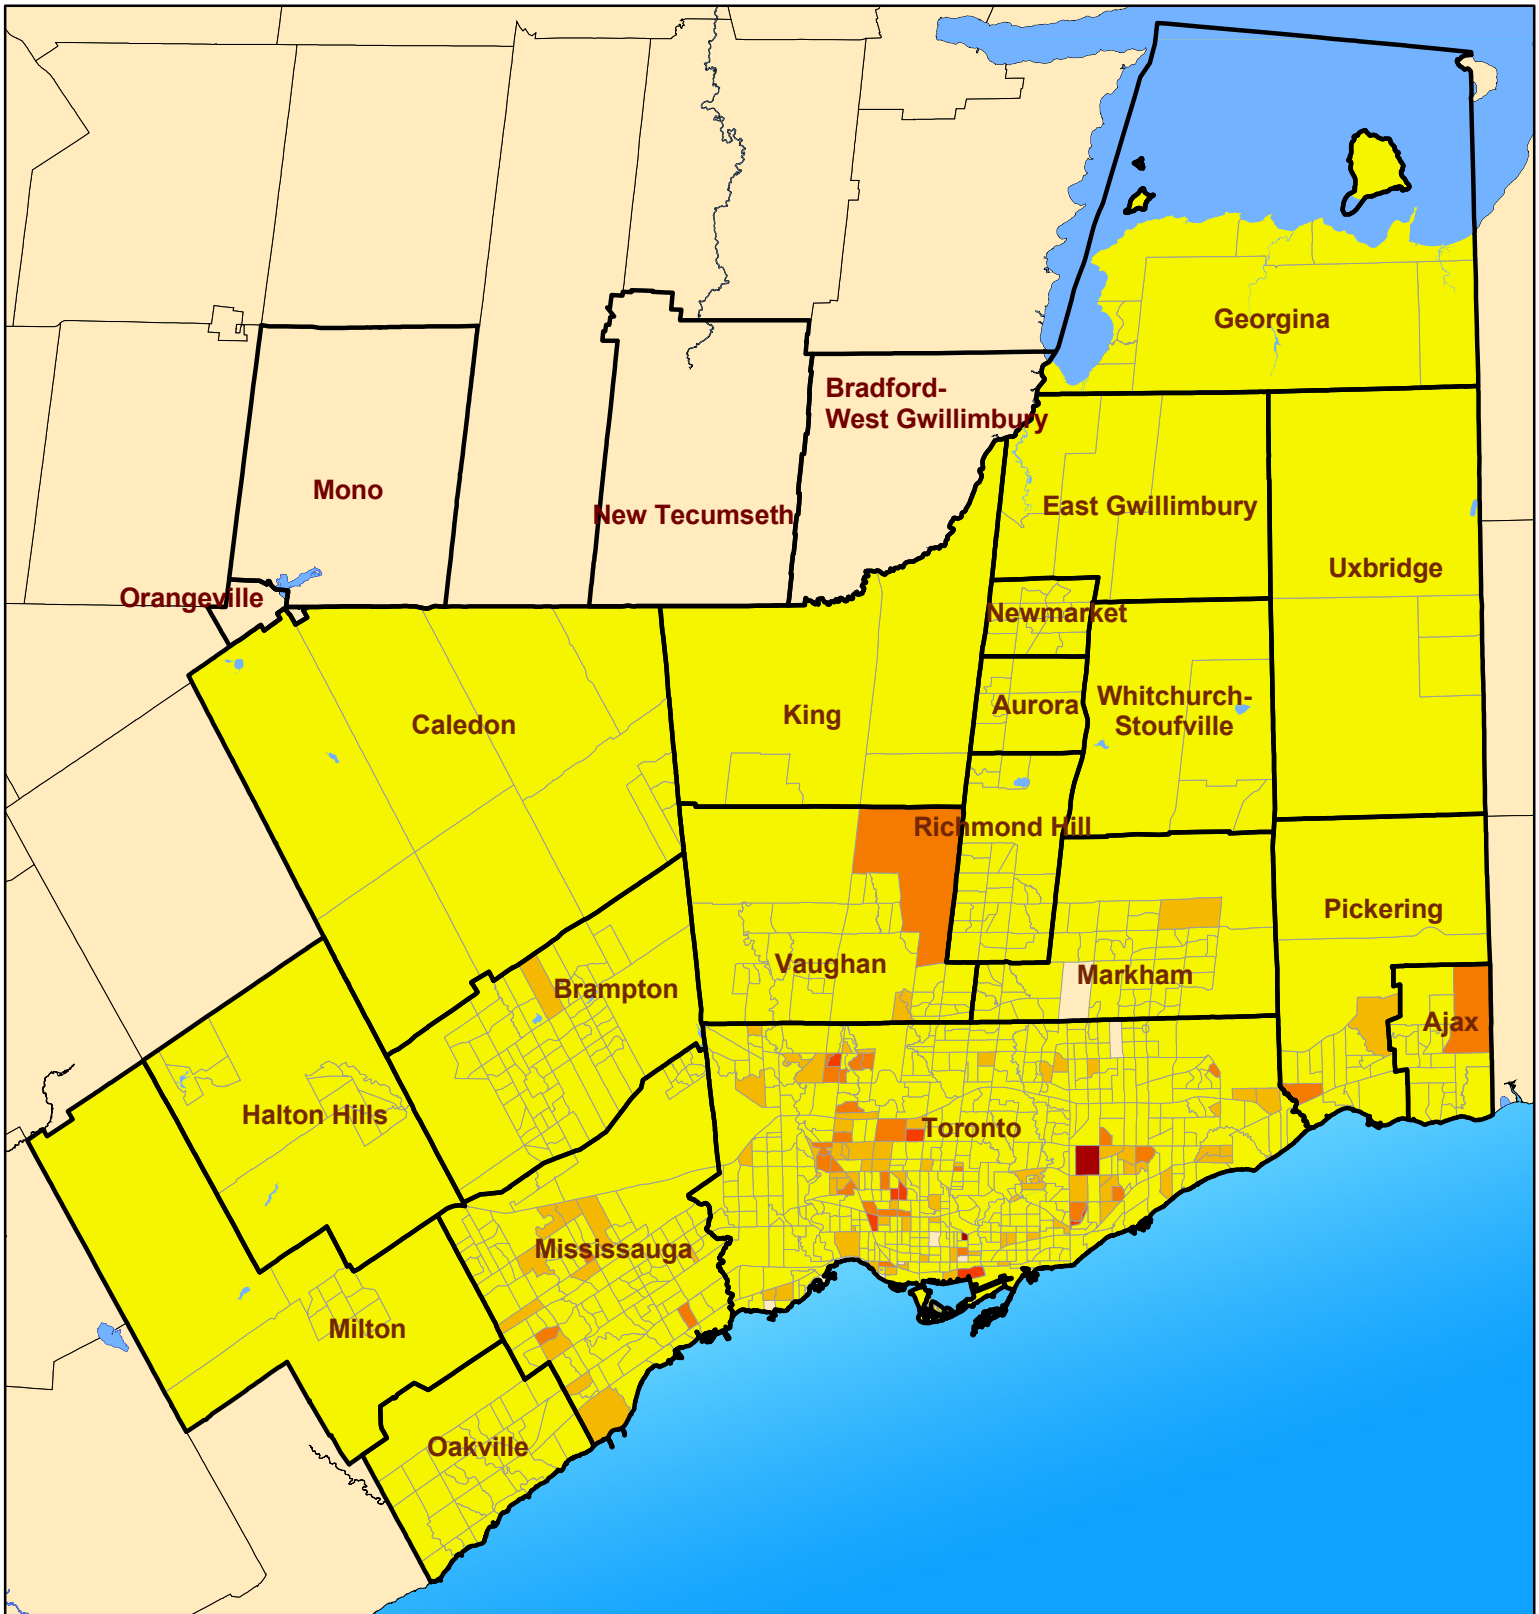 Georgina
Bradford-
West Gwillimbury
Mono
New Tecumseth
East Gwillimbury
Uxbridge
Orangeville
Newmarket
Caledon
King
Aurora
Whitchurch-
Stoufville
Richmond Hill
Pickering
Vaughan
Markham
Brampton
Ajax
Halton Hills
Toronto
Mississauga
Milton
Oakville